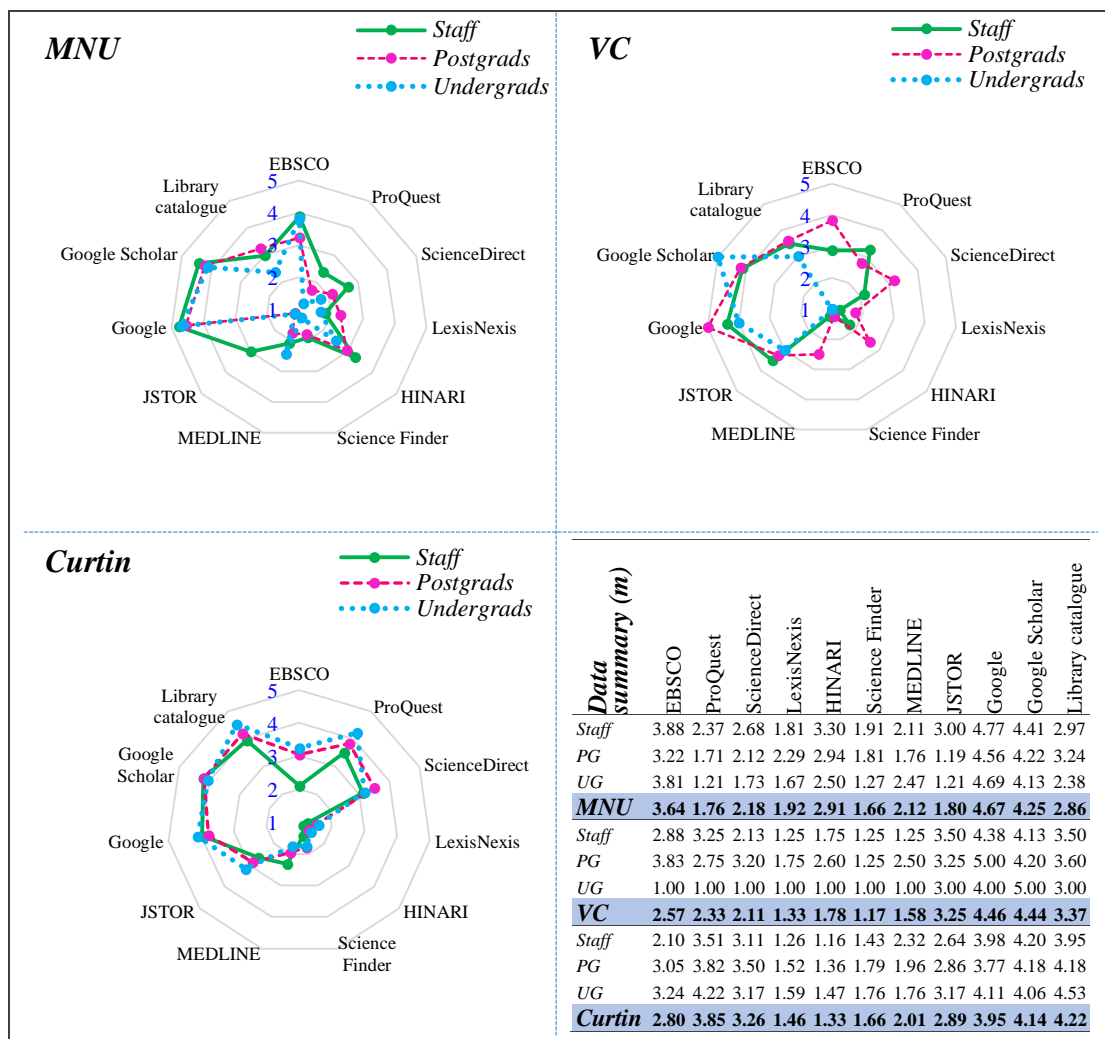 MNU
Staff
Postgrads
Undergrads
EBSCO
ProQuest
ScienceDirect
LexisNexis
HINARI
Science Finder
MEDLINE
JSTOR
Google
Google Scholar
Library
catalogue
5
4
3
2
1
VC
Staff
Postgrads
Undergrads
EBSCO
ProQuest
ScienceDirect
LexisNexis
HINARI
Science Finder
MEDLINE
JSTOR
Google
Google Scholar
Library
catalogue
5
4
3
2
1
Curtin
Staff
Postgrads
Undergrads
EBSCO
ProQuest
ScienceDirect
LexisNexis
HINARI
Science
Finder
MEDLINE
JSTOR
Google
Google
Scholar
Library
catalogue
5
4
3
2
1
Data
summary (m)
EBSCO
ProQuest
ScienceDirect
LexisNexis
HINARI
Science Finder
MEDLINE
JSTOR
Google
Google Scholar
Library catalogue
Staff 3.88 2.37 2.68 1.81 3.30 1.91 2.11 3.00 4.77 4.41 2.97
PG 3.22 1.71 2.12 2.29 2.94 1.81 1.76 1.19 4.56 4.22 3.24
UG 3.81 1.21 1.73 1.67 2.50 1.27 2.47 1.21 4.69 4.13 2.38
MNU 3.64 1.76 2.18 1.92 2.91 1.66 2.12 1.80 4.67 4.25 2.86
Staff 2.88 3.25 2.13 1.25 1.75 1.25 1.25 3.50 4.38 4.13 3.50
PG 3.83 2.75 3.20 1.75 2.60 1.25 2.50 3.25 5.00 4.20 3.60
UG 1.00 1.00 1.00 1.00 1.00 1.00 1.00 3.00 4.00 5.00 3.00
VC 2.57 2.33 2.11 1.33 1.78 1.17 1.58 3.25 4.46 4.44 3.37
Staff 2.10 3.51 3.11 1.26 1.16 1.43 2.32 2.64 3.98 4.20 3.95
PG 3.05 3.82 3.50 1.52 1.36 1.79 1.96 2.86 3.77 4.18 4.18
UG 3.24 4.22 3.17 1.59 1.47 1.76 1.76 3.17 4.11 4.06 4.53
Curtin 2.80 3.85 3.26 1.46 1.33 1.66 2.01 2.89 3.95 4.14 4.22